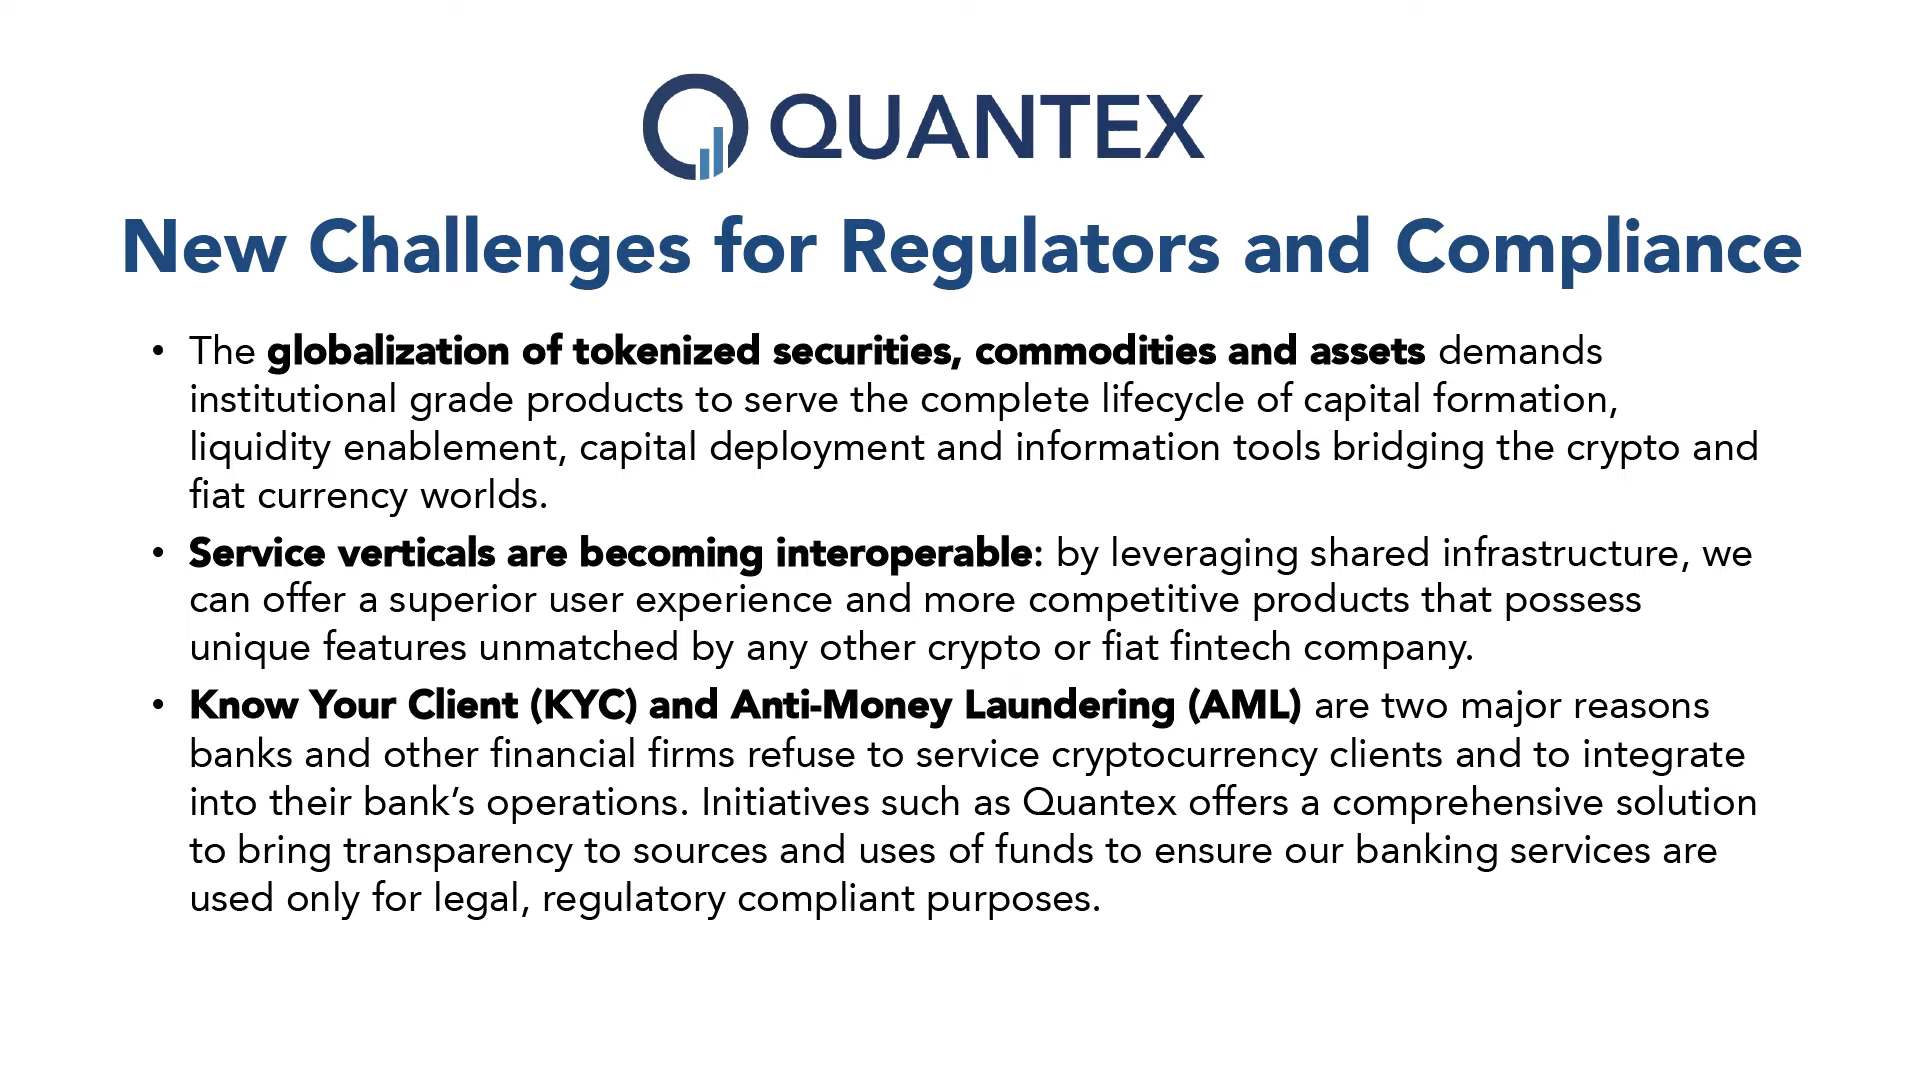 QUANTEX
New Challenges for Regulators and Compliance
• The globalization of tokenized securities, commodities and assets demands
institutional grade products to serve the complete lifecycle of capital formation,
liquidity enablement, capital deployment and information tools bridging the crypto and
fiat currency worlds.
• Service verticals are becoming interoperable: by leveraging shared infrastructure, we
can offer a superior user experience and more competitive products that possess
unique features unmatched by any other crypto or fiat fintech company.
• Know Your Client (KYC) and Anti-Money Laundering (AML) are two major reasons
banks and other financial firms refuse to service cryptocurrency clients and to integrate
into their bank’s operations. Initiatives such as Quantex offers a comprehensive solution
to bring transparency to sources and uses of funds to ensure our banking services are
used only for legal, regulatory compliant purposes.